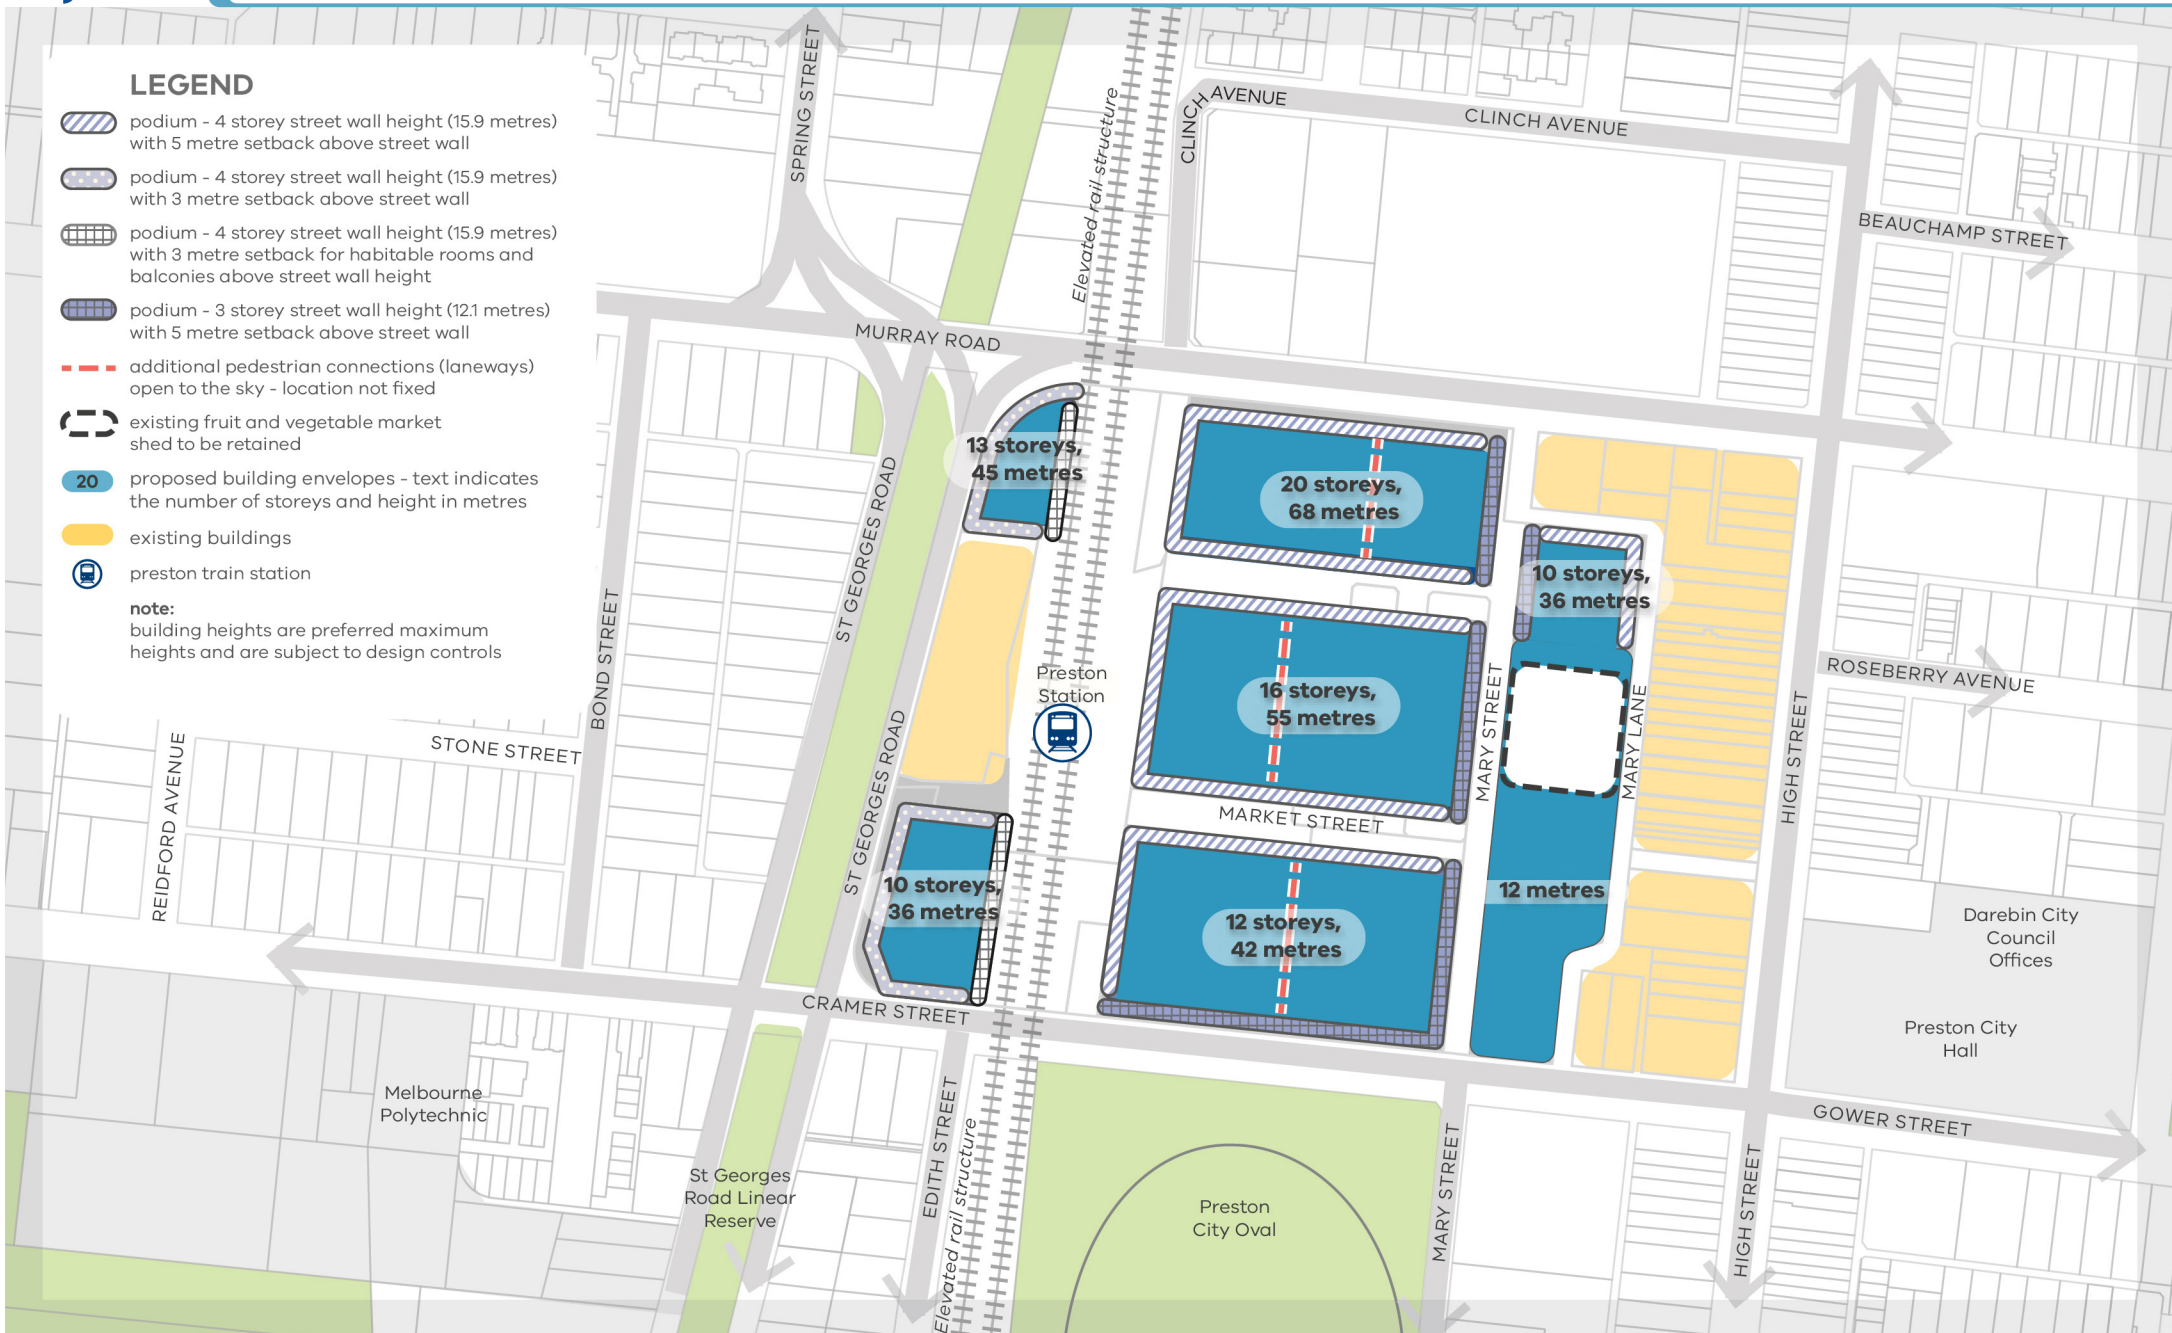 LEGEND
podium - 4 storey street wall height (15.9 metres)
with 5 metre setback above street wall
podium - 4 storey street wall height (15.9 metres)
with 3 metre setback above street wall
podium - 4 storey street wall height (15.9 metres)
with 3 metre setback for habitable rooms and
balconies above street wall height
podium - 3 storey street wall height (12.1 metres)
with 5 metre setback above street wall
additional pedestrian connections (laneways)
open to the sky - location not fixed
existing fruit and vegetable market
shed to be retained
20
proposed building envelopes - text indicates
the number of storeys and height in metres
existing buildings
preston train station
note:
building heights are preferred maximum
heights and are subject to design controls
SPRING STREET
Elevated rail structure
CLINCH AVENUE
CLINCH AVENUE
BEAUCHAMP STREET
MURRAY ROAD
13 storeys,
45 metres
20 storeys,
68 metres
10 storeys,
36 metres
ST GEORGES ROAD
BOND STREET
Preston
Station
16 storeys,
55 metres
MARY STREET
MARY LANE
HIGH STREET
ROSEBERRY AVENUE
STONE STREET
REIDFORD AVENUE
ST GEORGES ROAD
MARKET STREET
10 storeys,
36 metres
12 storeys,
42 metres
12 metres
Darebin City
Council
Offices
Preston City
Hall
CRAMER STREET
GOWER STREET
Melbourne
Polytechnic
St Georges
Road Linear
Reserve
EDITH STREET
Elevated rail structure
Preston
City Oval
MARY STREET
HIGH STREET